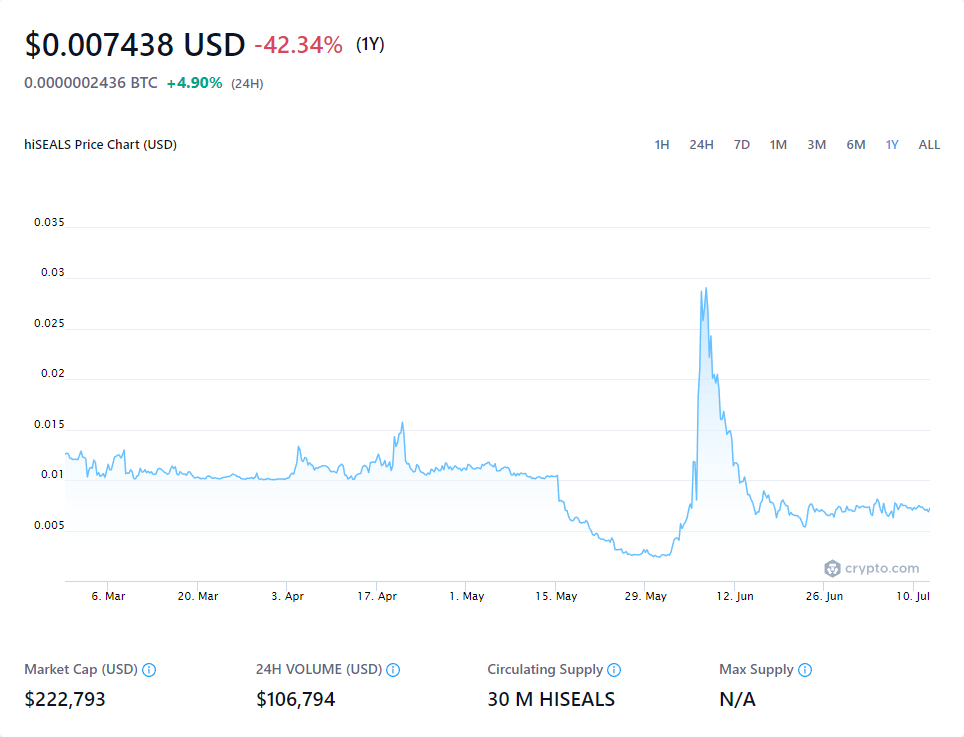 $0.007438 USD -42.34% (1Y)
0.0000002436 BTC +4.90% (24H)
hiSEALS Price Chart (USD) 1H 24H 7D 1M 3M 6M 1Y ALL
0.035
0.03
0.025
0.02
0.015
0.01
0.005
crypto.com
6. Mar 20. Mar 3. Apr 17. Apr 1. May 15. May 29. May 12. Jun 26. Jun 10. Jul
Market Cap (USD) 24H VOLUME (USD) Circulating Supply Max Supply
$222,793 $106,794 30 M HISEALS N/A